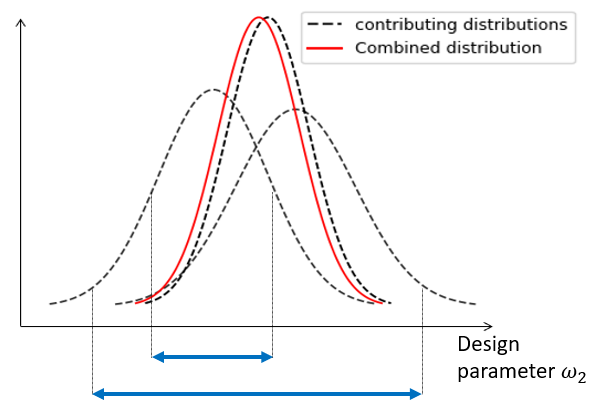 contributing distributions
Combined distribution
Design
parameter ω₂